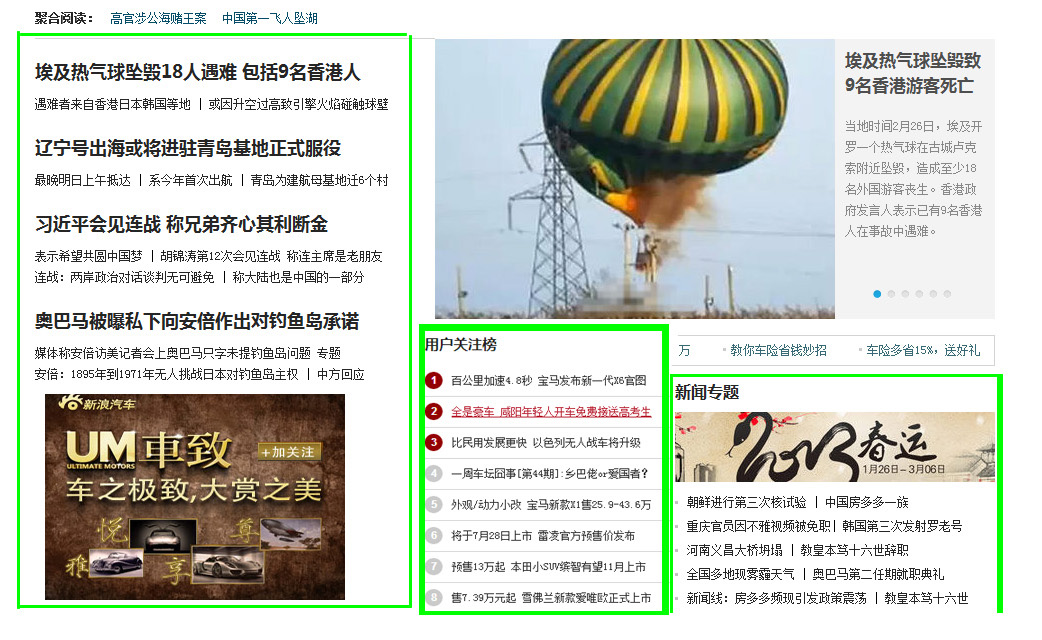 聚合阅读： 高官涉公海赌王案 中国第一飞人坠湖
埃及热气球坠毁18人遇难 包括9名香港人
遇难者来自香港日本韩国等地 | 或因升空过高致引擎火焰碰触球壁
辽宁号出海或将进驻青岛基地正式服役
最晚明日上午抵达 | 系今年首次出航 | 青岛为建航母基地迁6个村
习近平会见连战 称兄弟齐心其利断金
表示希望共圆中国梦 | 胡锦涛第12次会见连战 称连主席是老朋友
连战：两岸政治对话谈判无可避免 | 称大陆也是中国的一部分
奥巴马被曝私下向安倍作出对钓鱼岛承诺
媒体称安倍访美记者会上奥巴马只字未提钓鱼岛问题 专题
安倍：1895年到1971年无人挑战日本对钓鱼岛主权 | 中方回应
新浪汽车
UM 車致
ULTIMATE MOTORS
+加关注
车之极致,大赏之美
悦 尊
雅 享
埃及热气球坠毁致
9名香港游客死亡
当地时间2月26日，埃及开
罗一个热气球在古城卢克
索附近坠毁，造成至少18
名外国游客丧生。香港政
府发言人表示已有9名香港
人在事故中遇难。
用户关注榜
1 百公里加速4.8秒 宝马发布新一代X6官图
2 全是豪车 咸阳年轻人开车免费接送高考生
3 比民用发展更快 以色列无人战车将升级
4 一周车坛囧事[第44期]:乡巴佬or爱国者?
5 外观/动力小改 宝马新款X1售25.9-43.6万
6 将于7月28日上市 雷凌官方预售价发布
7 预售13万起 本田小SUV缤智有望11月上市
8 售7.39万元起 雪佛兰新款爱唯欧正式上市
万 教你车险省钱妙招 车险多省15%，送好礼
新闻专题
2013 春运
1月26日-3月06日
朝鲜进行第三次核试验 | 中国房多多一族
重庆官员因不雅视频被免职| 韩国第三次发射罗老号
河南义昌大桥坍塌 | 教皇本笃十六世辞职
全国多地现雾霾天气 | 奥巴马第二任期就职典礼
新闻线：房多多频现引发政策震荡 | 教皇本笃十六世